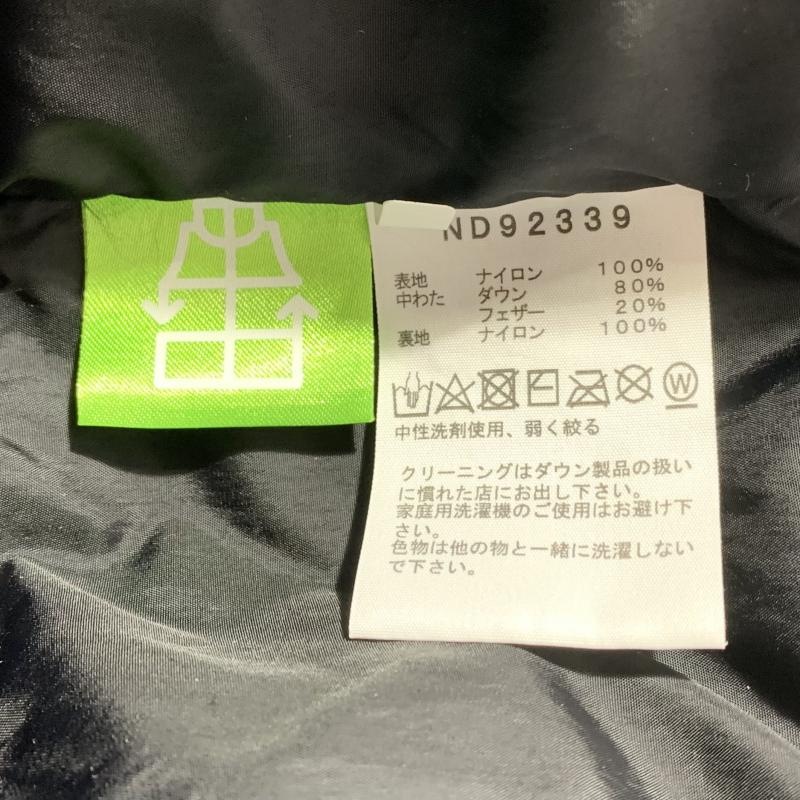 ND92339
表地 ナイロン 100%
中わた ダウン 80%
フェザー 20%
裏地 ナイロン 100%
W
中性洗剤使用、弱く絞る
クリーニングはダウン製品の扱い
に慣れた店にお出し下さい。
家庭用洗濯機のご使用はお避け下
さい。
色物は他の物と一緒に洗濯しない
で下さい。